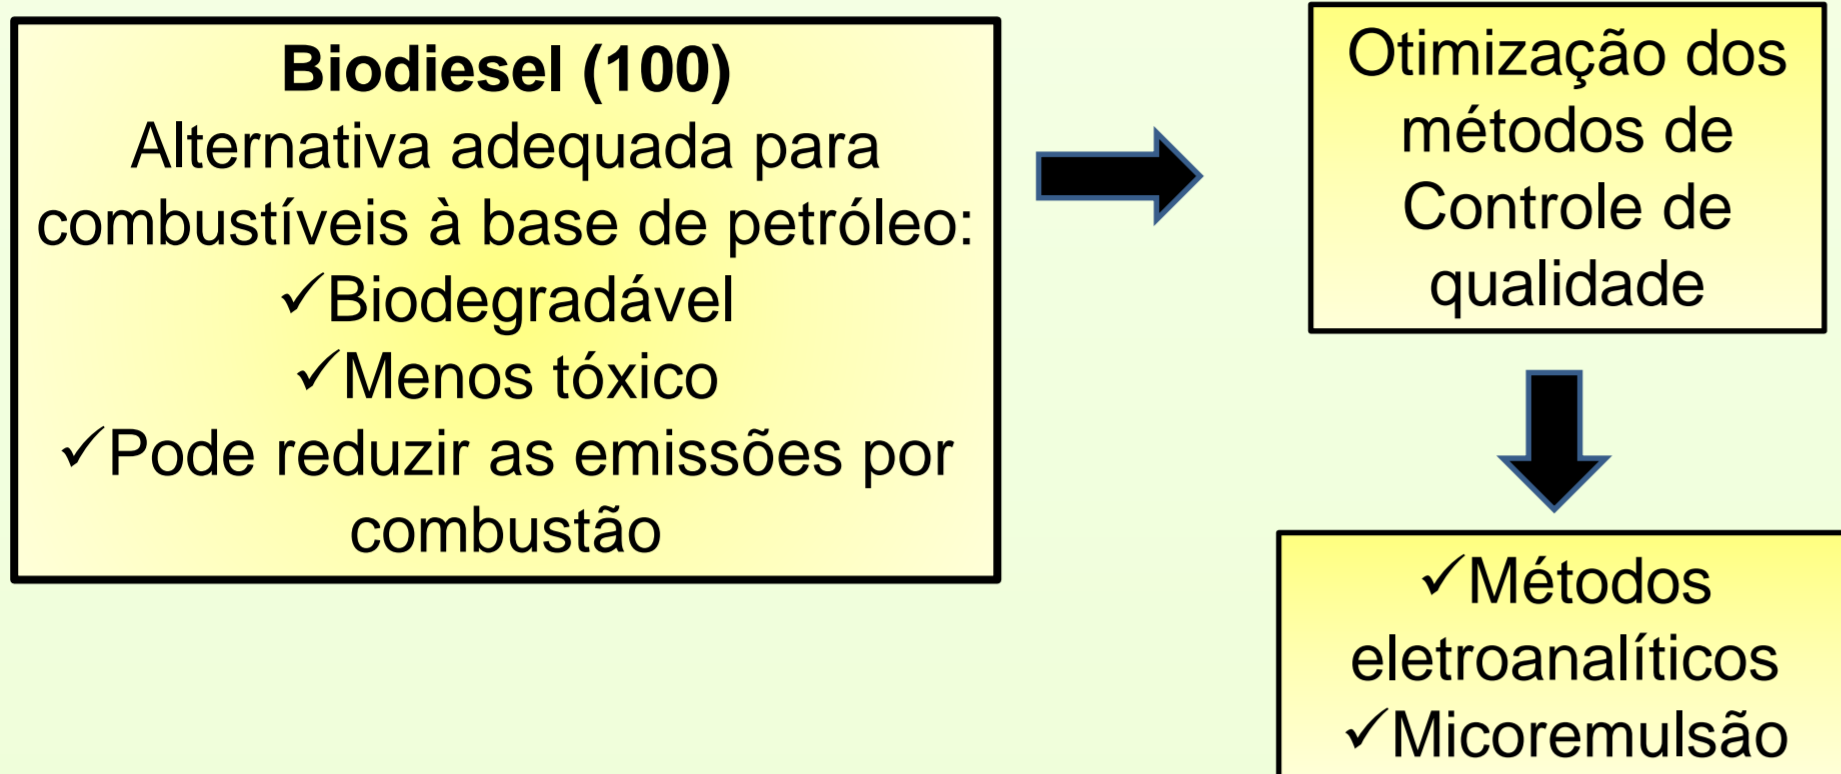 Biodiesel (100)
Alternativa adequada para
combustíveis à base de petróleo:
✓Biodegradável
✓Menos tóxico
✓Pode reduzir as emissões por
combustão
Otimização dos
métodos de
Controle de
qualidade
✓Métodos
eletroanalíticos
✓Micoremulsão